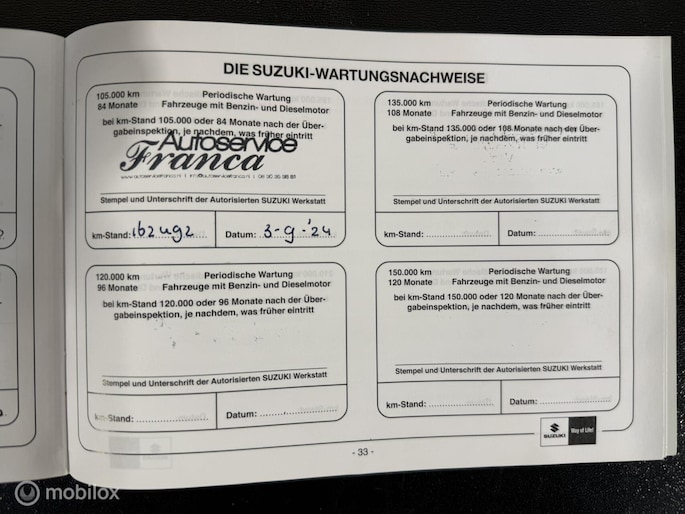 DIE SUZUKI-WARTUNGSNACHWEISE
105.000 km Periodische Wartung
84 Monate Fahrzeuge mit Benzin- und Dieselmotor
bei km-Stand 105.000 oder 84 Monate nach der Über-
gabeinspektion, je nachdem, was früher eintritt
Autoservice
Franca
Stempel und Unterschrift der Autorisierten SUZUKI Werkstatt
km-Stand: Datum: 3-9-'24
120.000 km Periodische Wartung
96 Monate Fahrzeuge mit Benzin- und Dieselmotor
bei km-Stand 120.000 oder 96 Monate nach der Über-
gabeinspektion, je nachdem, was früher eintritt
Stempel und Unterschrift der Autorisierten SUZUKI Werkstatt
km-Stand: Datum:
135.000 km Periodische Wartung
108 Monate Fahrzeuge mit Benzin- und Dieselmotor
bei km-Stand 135.000 oder 108 Monate nach der Über-
gabeinspektion, je nachdem, was früher eintritt
Stempel und Unterschrift der Autorisierten SUZUKI Werkstatt
km-Stand: Datum:
150.000 km Periodische Wartung
120 Monate Fahrzeuge mit Benzin- und Dieselmotor
bei km-Stand 150.000 oder 120 Monate nach der Über-
gabeinspektion, je nachdem, was früher eintritt
Stempel und Unterschrift der Autorisierten SUZUKI Werkstatt
km-Stand: Datum:
SUZUKI Way of Life!
- 33 -
mobilox